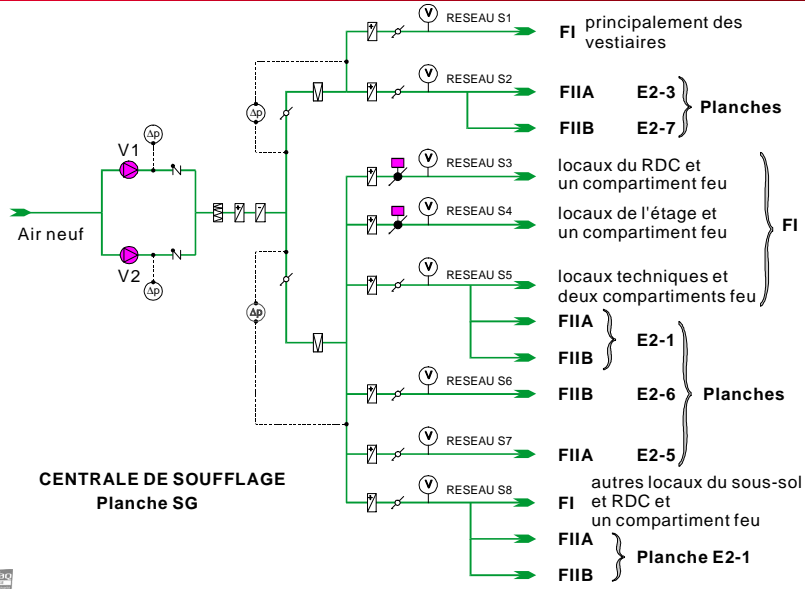 V RESEAU S1 FI principalement des
vestiaires
V RESEAU S2 FIIA E2-3
Planches
FIIB E2-7
Δp
V1
Δp
Air neuf
V2
Δp
V RESEAU S3 locaux du RDC et
un compartiment feu
V RESEAU S4 locaux de l'étage et
un compartiment feu
FI
V RESEAU S5 locaux techniques et
deux compartiments feu
Δp
FIIA
E2-1
FIIB
V RESEAU S6 FIIB E2-6 Planches
V RESEAU S7 FIIA E2-5
CENTRALE DE SOUFFLAGE
Planche SG
V RESEAU S8 FI autres locaux du sous-sol
et RDC et
un compartiment feu
FIIA
Planche E2-1
FIIB